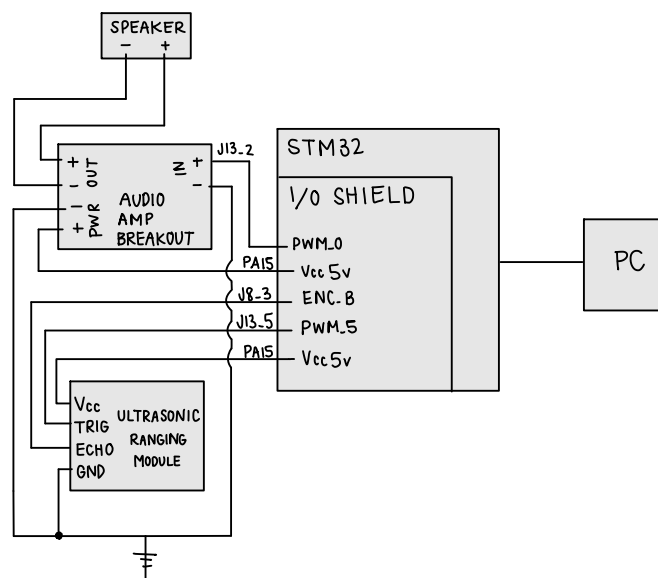 SPEAKER
- +
+ OUT
-
- PWR
+
IN +
-
AUDIO
AMP
BREAKOUT
J13_2
STM32
I/O SHIELD
PWM_0
PA15
Vcc 5v
J8_3
ENC_B
J13_5
PWM_5
PA15
Vcc 5v
PC
Vcc
TRIG
ECHO
GND
ULTRASONIC
RANGING
MODULE